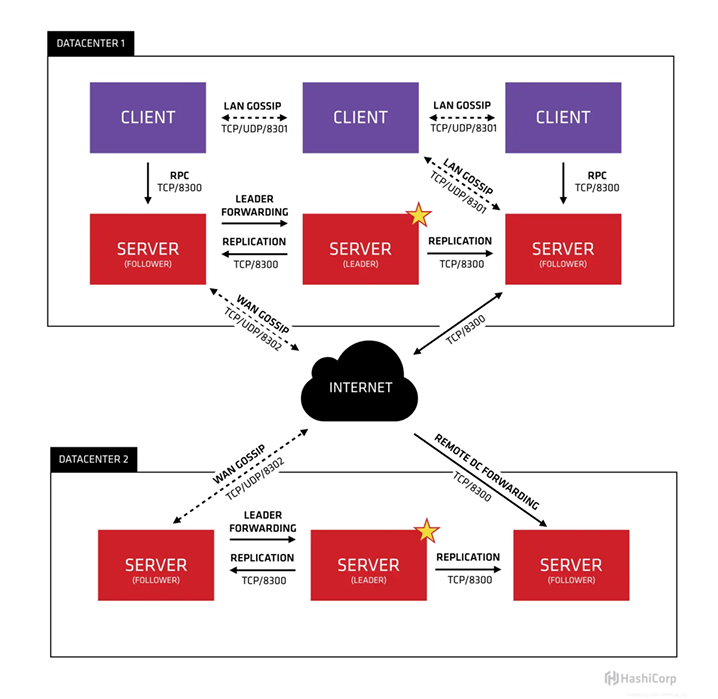 DATACENTER 1
CLIENT
LAN GOSSIP
TCP/UDP/8301
CLIENT
LAN GOSSIP
TCP/UDP/8301
CLIENT
RPC
TCP/8300
LAN GOSSIP
TCP/UDP/8301
RPC
TCP/8300
SERVER
(FOLLOWER)
LEADER
FORWARDING
REPLICATION
TCP/8300
SERVER
(LEADER)
REPLICATION
TCP/8300
SERVER
(FOLLOWER)
WAN GOSSIP
TCP/UDP/8302
TCP/8300
INTERNET
DATACENTER 2
WAN GOSSIP
TCP/UDP/8302
REMOTE DC FORWARDING
TCP/8300
SERVER
(FOLLOWER)
LEADER
FORWARDING
REPLICATION
TCP/8300
SERVER
(LEADER)
REPLICATION
TCP/8300
SERVER
(FOLLOWER)
HashiCorp